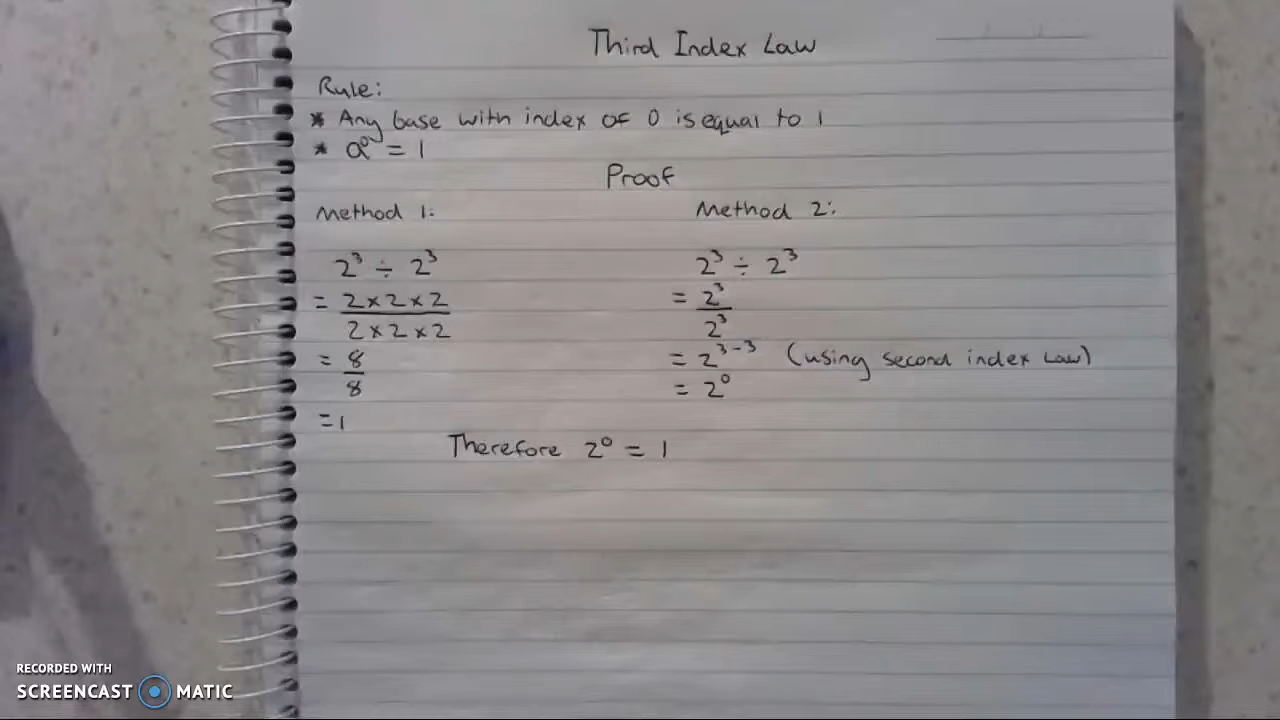 Third Index Law
Rule:
* Any base with index of 0 is equal to 1
* a⁰ = 1
Proof
Method 1:
2³ ÷ 2³
= 2 × 2 × 2
2 × 2 × 2
= 8
8
= 1
Method 2:
2³ ÷ 2³
= 2³
2³
= 2³⁻³ (using second index Law)
= 2⁰
Therefore 2⁰ = 1
RECORDED WITH
SCREENCAST MATIC